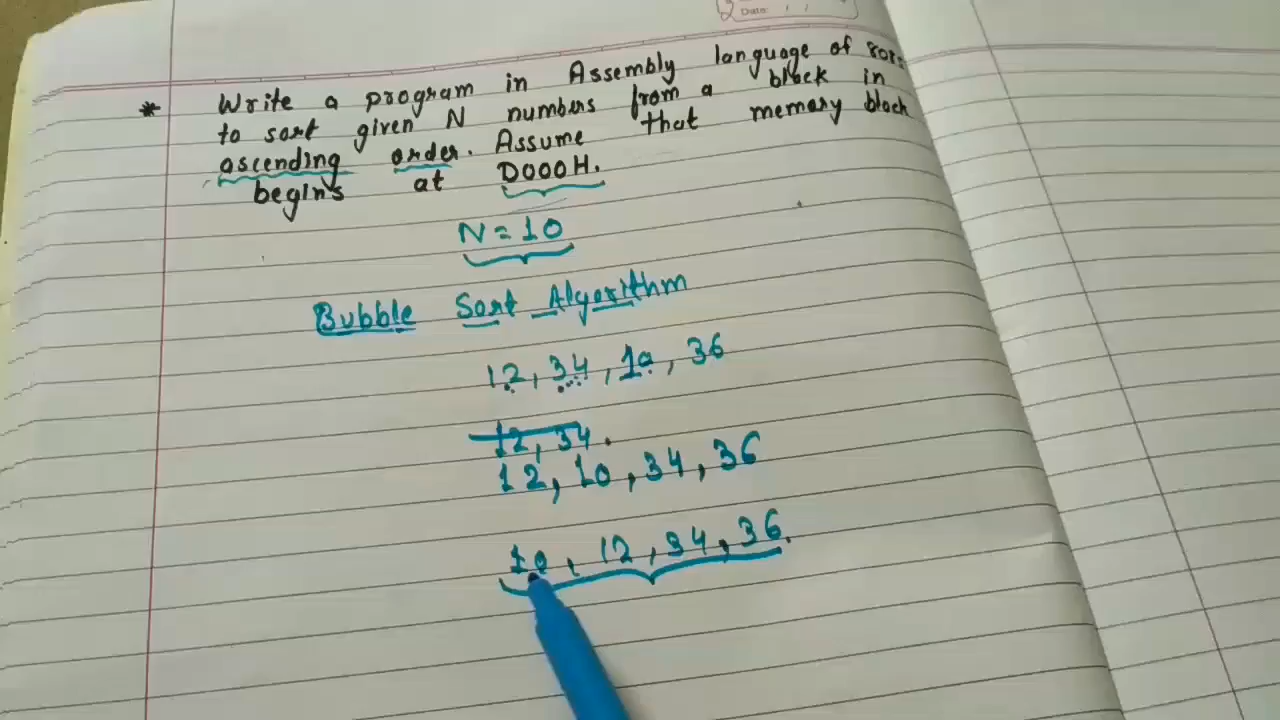 Date: / /
* Write a program in Assembly language of
to sort given N numbers from a block in
ascending order. Assume that memory block
begins at D000H.
N = 10
Bubble Sort Algorithm
12, 34, 10, 36
12, 34.
12, 10, 34, 36
10, 12, 34, 36.